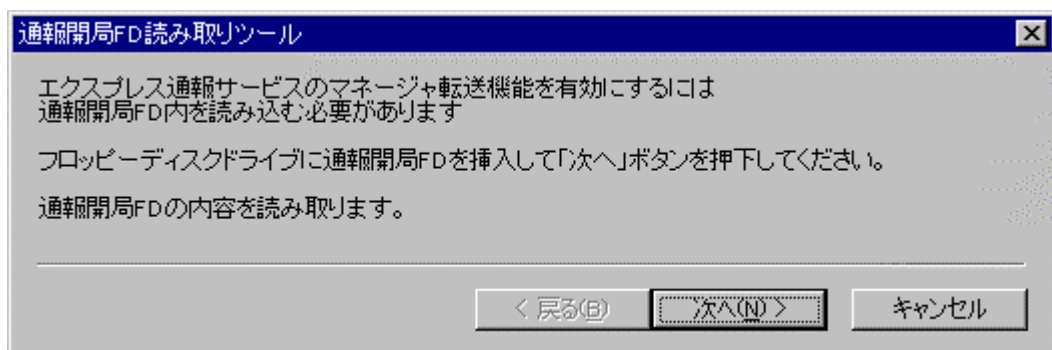 通報開局FD読み取りツール
エクスプレス通報サービスのマネージャ転送機能を有効にするには
通報開局FD内を読み込む必要があります
フロッピーディスクドライブに通報開局FDを挿入して「次へ」ボタンを押下してください。
通報開局FDの内容を読み取ります。
< 戻る(B) 次へ(N) > キャンセル